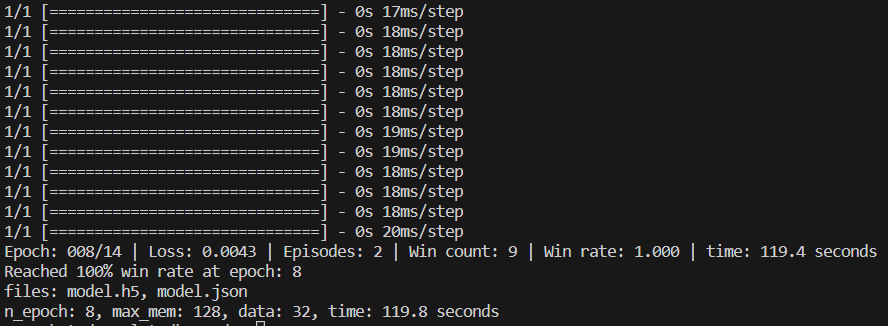 1/1 [==============================] - 0s 17ms/step
1/1 [==============================] - 0s 18ms/step
1/1 [==============================] - 0s 18ms/step
1/1 [==============================] - 0s 18ms/step
1/1 [==============================] - 0s 18ms/step
1/1 [==============================] - 0s 18ms/step
1/1 [==============================] - 0s 19ms/step
1/1 [==============================] - 0s 19ms/step
1/1 [==============================] - 0s 18ms/step
1/1 [==============================] - 0s 18ms/step
1/1 [==============================] - 0s 18ms/step
1/1 [==============================] - 0s 20ms/step
Epoch: 008/14 | Loss: 0.0043 | Episodes: 2 | Win count: 9 | Win rate: 1.000 | time: 119.4 seconds
Reached 100% win rate at epoch: 8
files: model.h5, model.json
n_epoch: 8, max_mem: 128, data: 32, time: 119.8 seconds